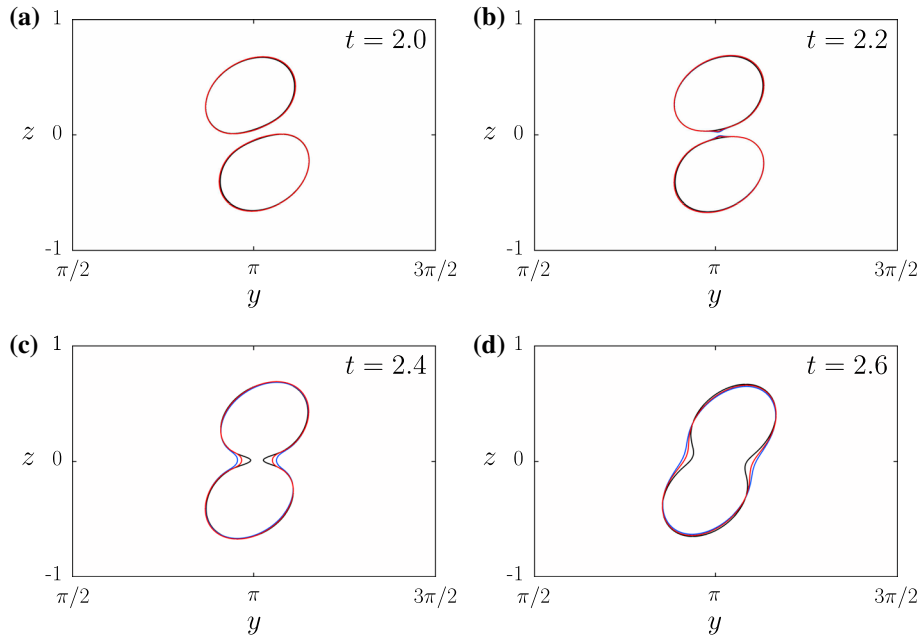 (a)
t = 2.0
1
z 0
-1
π/2 π 3π/2
y
(b)
t = 2.2
1
z 0
-1
π/2 π 3π/2
y
(c)
t = 2.4
1
z 0
-1
π/2 π 3π/2
y
(d)
t = 2.6
1
z 0
-1
π/2 π 3π/2
y